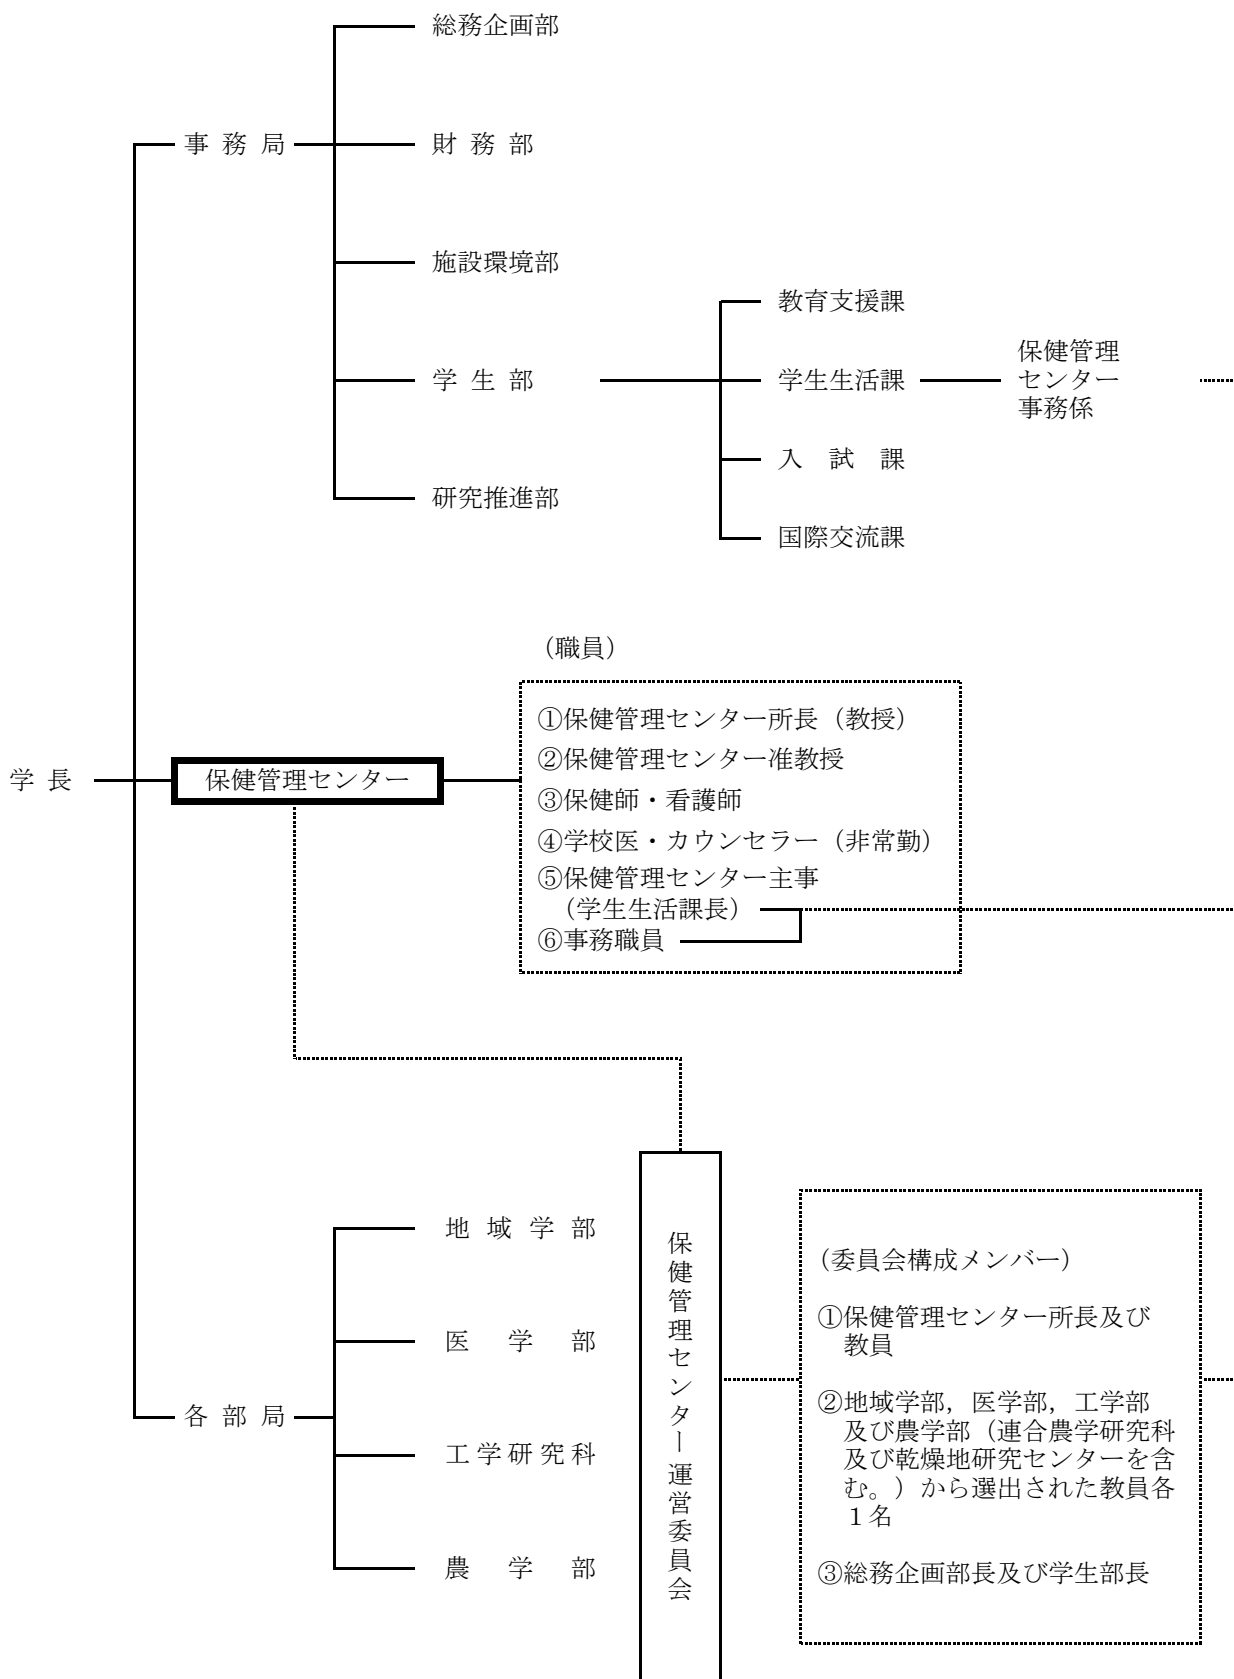 総務企画部
事務局
財務部
施設環境部
教育支援課
学生部
学生生活課
保健管理
センター
事務係
入試課
研究推進部
国際交流課
（職員）
学長
保健管理センター
①保健管理センター所長（教授）
②保健管理センター准教授
③保健師・看護師
④学校医・カウンセラー（非常勤）
⑤保健管理センター主事
（学生生活課長）
⑥事務職員
各部局
地域学部
医学部
工学研究科
農学部
保健管理センター運営委員会
（委員会構成メンバー）
①保健管理センター所長及び
教員
②地域学部，医学部，工学部
及び農学部（連合農学研究科
及び乾燥地研究センターを含
む。）から選出された教員各
１名
③総務企画部長及び学生部長